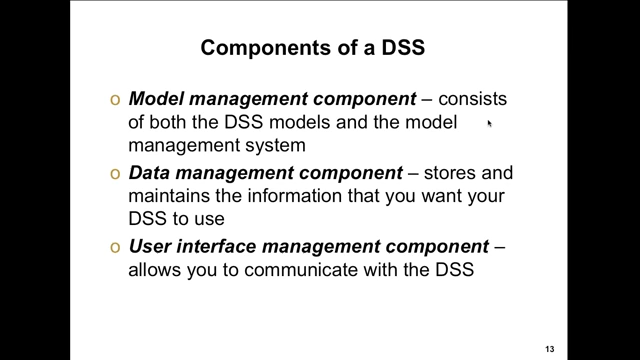 Components of a DSS
o Model management component – consists
of both the DSS models and the model
management system
o Data management component – stores and
maintains the information that you want your
DSS to use
o User interface management component –
allows you to communicate with the DSS
13